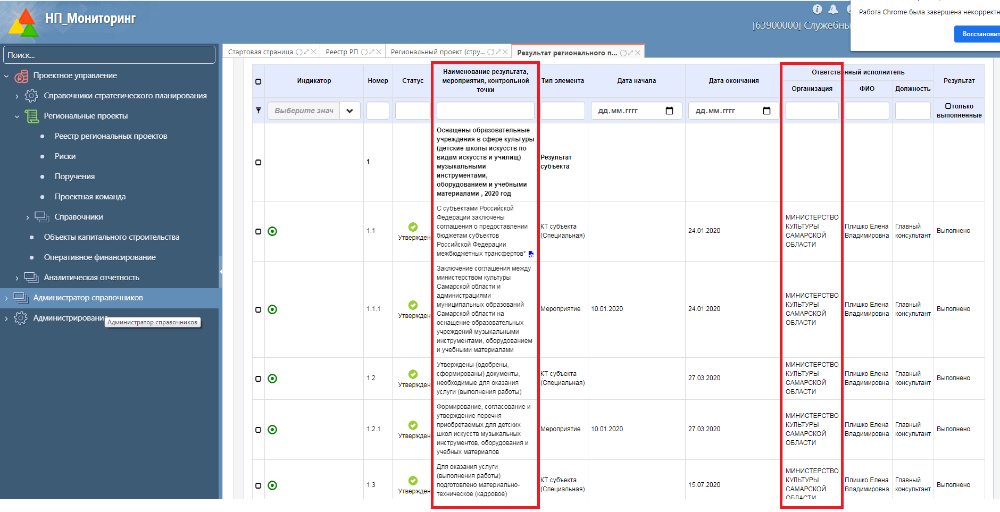 НП_Мониторинг
[63900000] Служебны
Работа Chrome была завершена некорректн
Восстановит
Поиск...
Проектное управление
Справочники стратегического планирования
Региональные проекты
Реестр региональных проектов
Риски
Поручения
Проектная команда
Справочники
Объекты капитального строительства
Оперативное финансирование
Аналитическая отчетность
Администратор справочников
Администрировани
Администратор справочников
Стартовая страница
Реестр РП
Региональный проект (стру...
Результат регионального п...
Индикатор
Номер
Статус
Наименование результата,
мероприятия, контрольной
точки
Тип элемента
Дата начала
Дата окончания
Ответственный исполнитель
Организация
ФИО
Должность
Результат
Выберите знач
дд.мм.гггг
дд.мм.гггг
только
выполненные
1
Оснащены образовательные
учреждения в сфере культуры
(детские школы искусств по
видам искусств и училищ)
музыкальными
инструментами,
оборудованием и учебными
материалами , 2020 год
Результат
субъекта
1.1
Утвержден
С субъектами Российской
Федерации заключены
соглашения о предоставлении
бюджетам субъектов
Российской Федерации
межбюджетных трансфертов*
КТ субъекта
(Специальная)
24.01.2020
МИНИСТЕРСТВО
КУЛЬТУРЫ
САМАРСКОЙ
ОБЛАСТИ
Плишко Елена
Владимировна
Главный
консультант
Выполнено
1.1.1
Утвержден
Заключение соглашения между
министерством культуры
Самарской области и
администрациями
муниципальных образований
Самарской области на
оснащение образовательных
учреждений музыкальными
инструментами, оборудованием
и учебными материалами
Мероприятие
10.01.2020
24.01.2020
МИНИСТЕРСТВО
КУЛЬТУРЫ
САМАРСКОЙ
ОБЛАСТИ
Плишко Елена
Владимировна
Главный
консультант
Выполнено
1.2
Утвержден
Утверждены (одобрены,
сформированы) документы,
необходимые для оказания
услуги (выполнения работы)
КТ субъекта
(Специальная)
27.03.2020
МИНИСТЕРСТВО
КУЛЬТУРЫ
САМАРСКОЙ
ОБЛАСТИ
Плишко Елена
Владимировна
Главный
консультант
Выполнено
1.2.1
Утвержден
Формирование, согласование и
утверждение перечня
приобретаемых для детских
школ искусств музыкальных
инструментов, оборудования и
учебных материалов
Мероприятие
10.01.2020
27.03.2020
МИНИСТЕРСТВО
КУЛЬТУРЫ
САМАРСКОЙ
ОБЛАСТИ
Плишко Елена
Владимировна
Главный
консультант
Выполнено
1.3
Утвержден
Для оказания услуги
(выполнения работы)
подготовлено материально-
техническое (кадровое)
КТ субъекта
(Специальная)
15.07.2020
МИНИСТЕРСТВО
КУЛЬТУРЫ
САМАРСКОЙ
ОБЛАСТИ
Плишко Елена
Владимировна
Главный
консультант
Выполнено